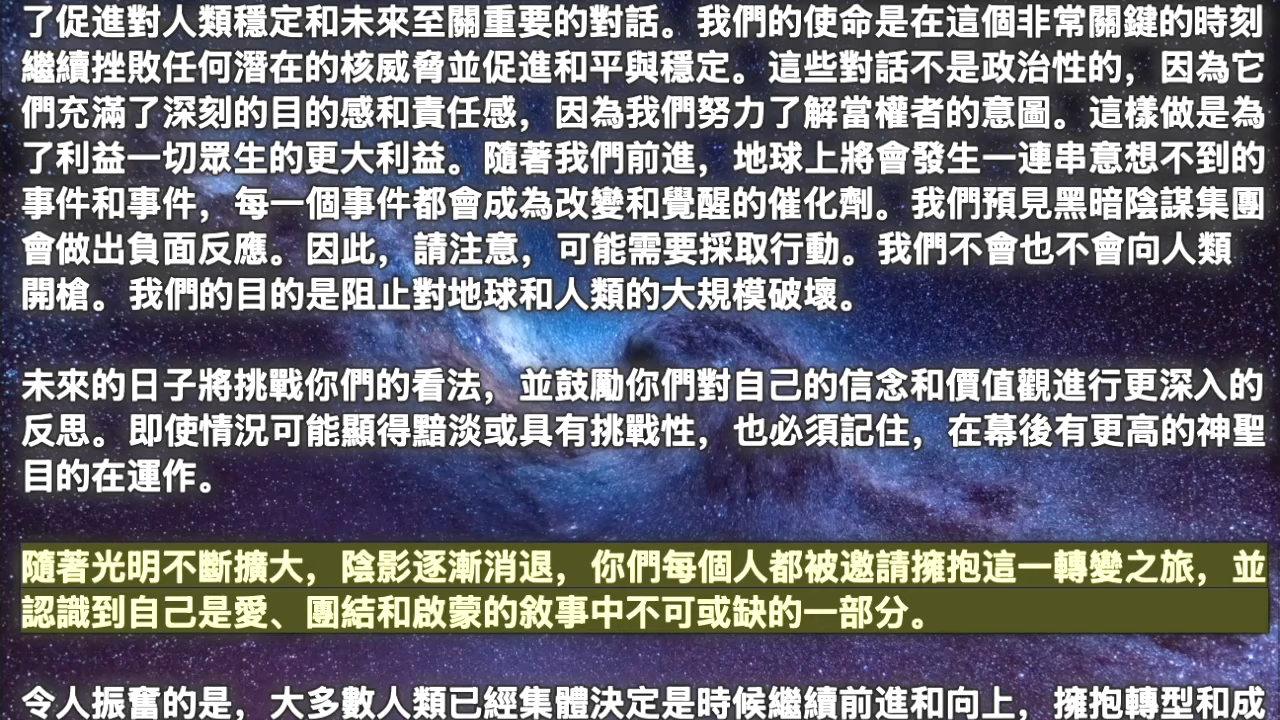 了促進對人類穩定和未來至關重要的對話。我們的使命是在這個非常關鍵的時刻
繼續挫敗任何潛在的核威脅並促進和平與穩定。這些對話不是政治性的，因為它
們充滿了深刻的目的感和責任感，因為我們努力了解當權者的意圖。這樣做是為
了利益一切眾生的更大利益。隨著我們前進，地球上將會發生一連串意想不到的
事件和事件，每一個事件都會成為改變和覺醒的催化劑。我們預見黑暗陰謀集團
會做出負面反應。因此，請注意，可能需要採取行動。我們不會也不會向人類
開槍。我們的目的是阻止對地球和人類的大規模破壞。
未來的日子將挑戰你們的看法，並鼓勵你們對自己的信念和價值觀進行更深入的
反思。即使情況可能顯得黯淡或具有挑戰性，也必須記住，在幕後有更高的神聖
目的在運作。
隨著光明不斷擴大，陰影逐漸消退，你們每個人都被邀請擁抱這一轉變之旅，並
認識到自己是愛、團結和啟蒙的敘事中不可或缺的一部分。
令人振奮的是，大多數人類已經集體決定是時候繼續前進和向上，擁抱轉型和成